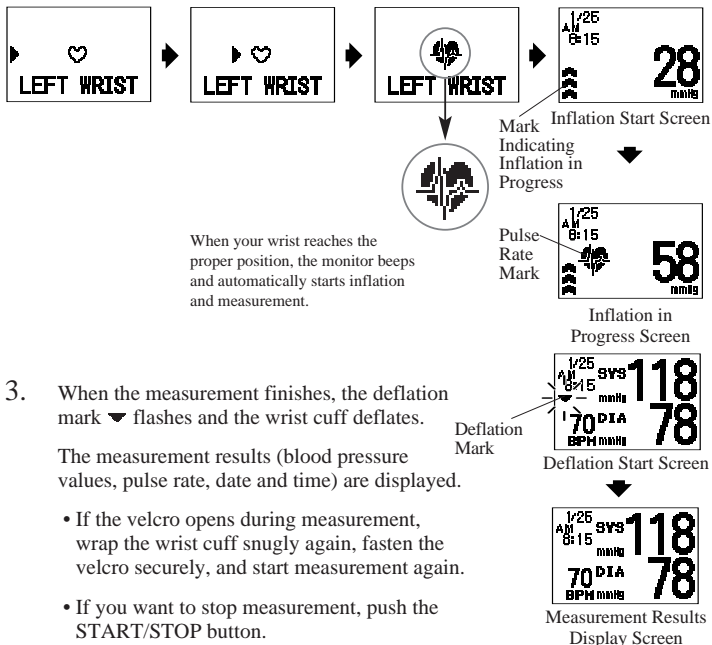 LEFT WRIST
LEFT WRIST
LEFT WRIST
1/25
AM
8:15
28
mmHg
Inflation Start Screen
Mark
Indicating
Inflation in
Progress
When your wrist reaches the
proper position, the monitor beeps
and automatically starts inflation
and measurement.
Pulse
Rate
Mark
1/25
AM
8:15
58
mmHg
Inflation in
Progress Screen
3. When the measurement finishes, the deflation
mark flashes and the wrist cuff deflates.
The measurement results (blood pressure
values, pulse rate, date and time) are displayed.
• If the velcro opens during measurement,
wrap the wrist cuff snugly again, fasten the
velcro securely, and start measurement again.
• If you want to stop measurement, push the
START/STOP button.
Deflation
Mark
1/25
AM
8:15
SYS 118
mmHg
70 DIA 78
BPM mmHg
Deflation Start Screen
1/25
AM
8:15
SYS 118
mmHg
70 DIA 78
BPM mmHg
Measurement Results
Display Screen